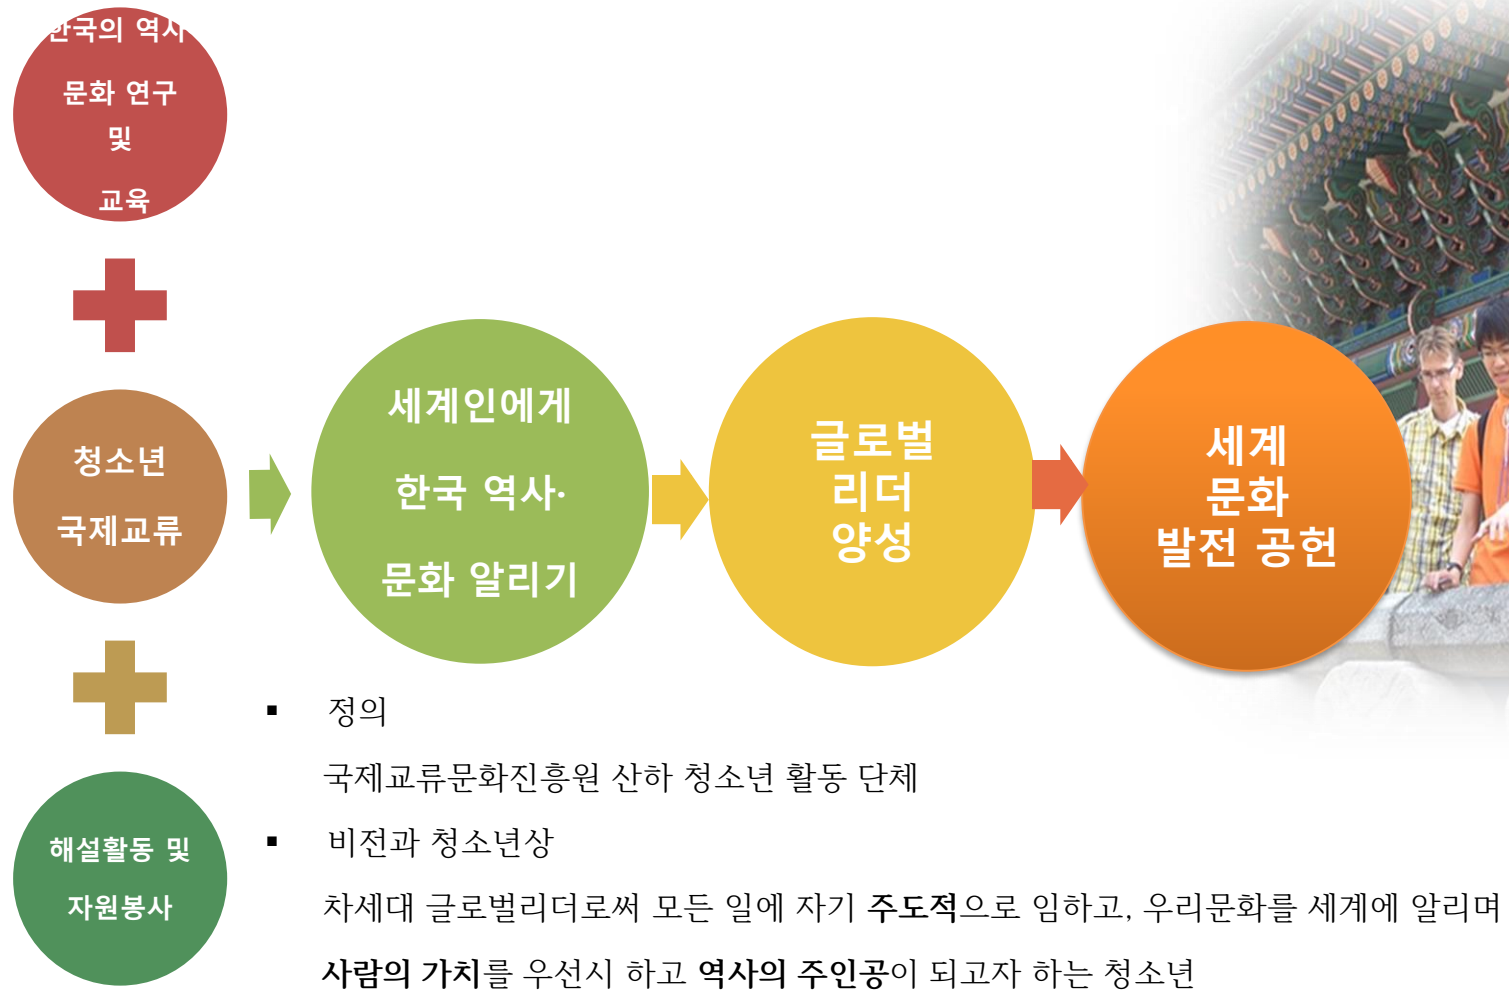 한국의 역사
문화 연구
및
교육
청소년
국제교류
해설활동 및
자원봉사
세계인에게
한국 역사·
문화 알리기
글로벌
리더
양성
세계
문화
발전 공헌
▪ 정의
국제교류문화진흥원 산하 청소년 활동 단체
▪ 비전과 청소년상
차세대 글로벌리더로써 모든 일에 자기 주도적으로 임하고, 우리문화를 세계에 알리며
사람의 가치를 우선시 하고 역사의 주인공이 되고자 하는 청소년